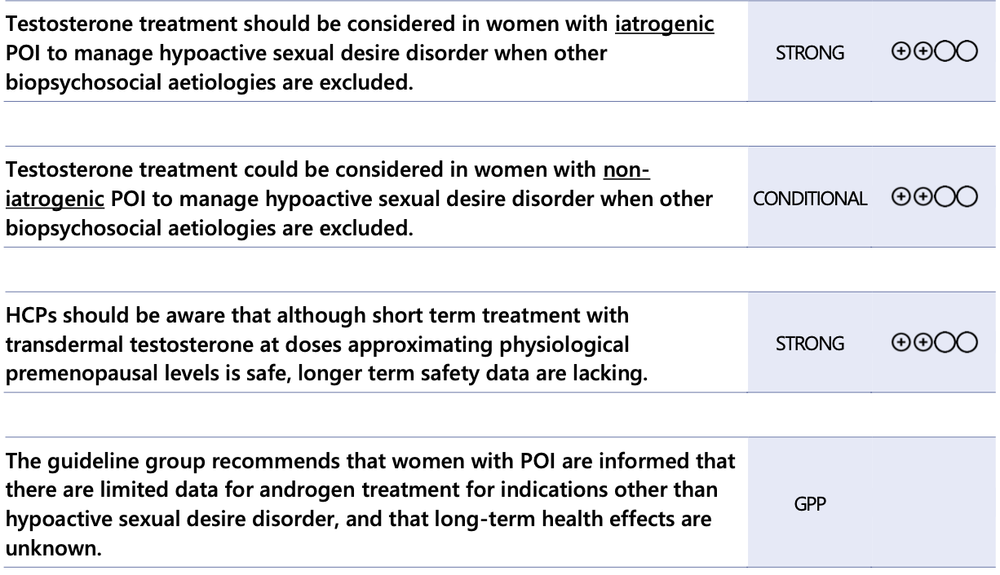 Testosterone treatment should be considered in women with iatrogenic
POI to manage hypoactive sexual desire disorder when other
biopsychosocial aetiologies are excluded.
STRONG ⊕⊕○○
Testosterone treatment could be considered in women with non-
iatrogenic POI to manage hypoactive sexual desire disorder when other
biopsychosocial aetiologies are excluded.
CONDITIONAL ⊕⊕○○
HCPs should be aware that although short term treatment with
transdermal testosterone at doses approximating physiological
premenopausal levels is safe, longer term safety data are lacking.
STRONG ⊕⊕○○
The guideline group recommends that women with POI are informed that
there are limited data for androgen treatment for indications other than
hypoactive sexual desire disorder, and that long-term health effects are
unknown.
GPP